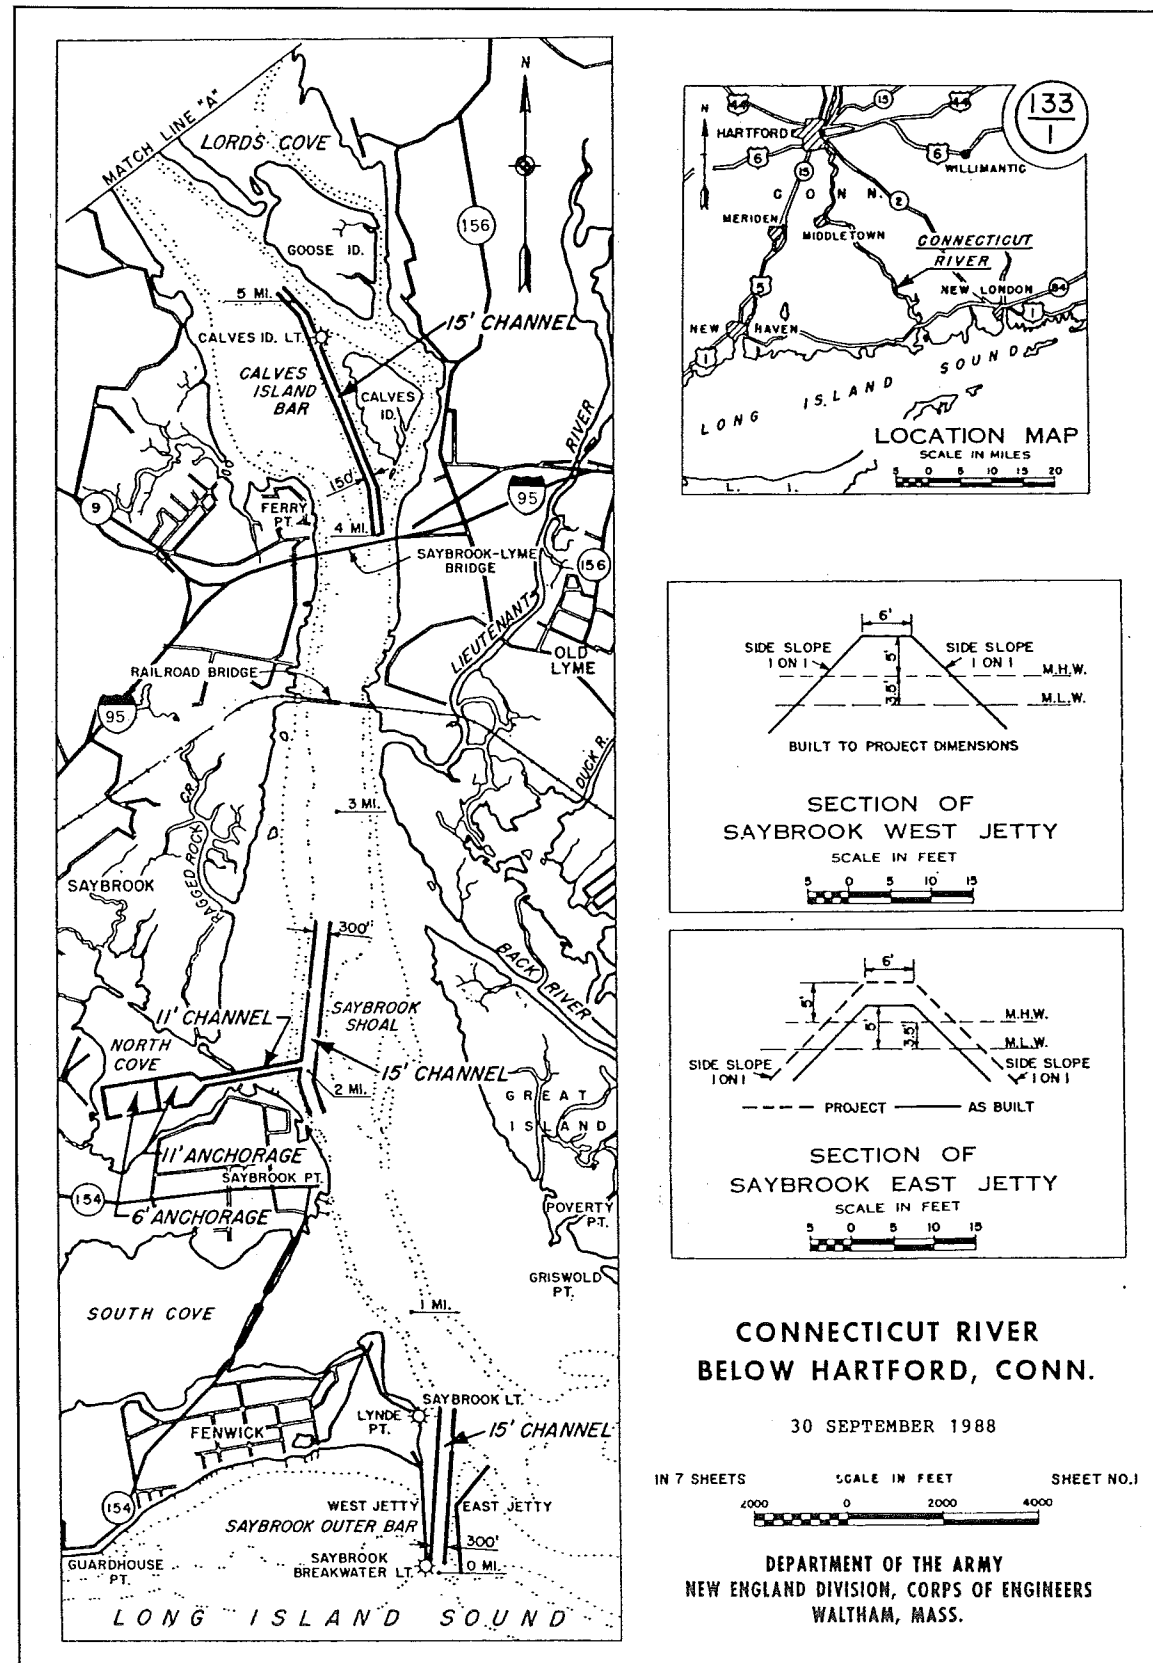 MATCH LINE "A"
LORDS COVE
N
156
GOOSE ID.
5 MI.
15' CHANNEL
CALVES ID. LT.
CALVES
ISLAND
BAR
CALVES
ID.
RIVER
150'
95
9
FERRY
PT.
4 MI.
SAYBROOK-LYME
BRIDGE
156
LIEUTENANT
OLD
LYME
RAILROAD BRIDGE
95
DUCK R.
3 MI.
RAGGED ROCK CR.
SAYBROOK
300'
BACK
RIVER
11' CHANNEL
SAYBROOK
SHOAL
NORTH
COVE
15' CHANNEL
2 MI.
GREAT
ISLAND
11' ANCHORAGE
SAYBROOK PT.
154
6' ANCHORAGE
POVERTY
PT.
GRISWOLD
PT.
SOUTH COVE
1 MI.
SAYBROOK LT.
LYNDE
PT.
15' CHANNEL
FENWICK
154
WEST JETTY
EAST JETTY
SAYBROOK OUTER BAR
300'
GUARDHOUSE
PT.
SAYBROOK
BREAKWATER LT.
0 MI.
LONG ISLAND SOUND
133
1
N
44
15
44
HARTFORD
6
6
WILLIMANTIC
15
CONN.
2
MERIDEN
MIDDLETOWN
CONNECTICUT
RIVER
5
NEW LONDON
84
NEW HAVEN
1
1
LONG ISLAND SOUND
LOCATION MAP
SCALE IN MILES
5 0 5 10 15 20
L. I.
6'
SIDE SLOPE
1 ON 1
SIDE SLOPE
1 ON 1
5'
M.H.W.
3.5'
M.L.W.
BUILT TO PROJECT DIMENSIONS
SECTION OF
SAYBROOK WEST JETTY
SCALE IN FEET
5 0 5 10 15
6'
5'
5'
3.5'
M.H.W.
M.L.W.
SIDE SLOPE
1 ON 1
SIDE SLOPE
1 ON 1
PROJECT AS BUILT
SECTION OF
SAYBROOK EAST JETTY
SCALE IN FEET
5 0 5 10 15
CONNECTICUT RIVER
BELOW HARTFORD, CONN.
30 SEPTEMBER 1988
IN 7 SHEETS SCALE IN FEET SHEET NO.1
2000 0 2000 4000
DEPARTMENT OF THE ARMY
NEW ENGLAND DIVISION, CORPS OF ENGINEERS
WALTHAM, MASS.